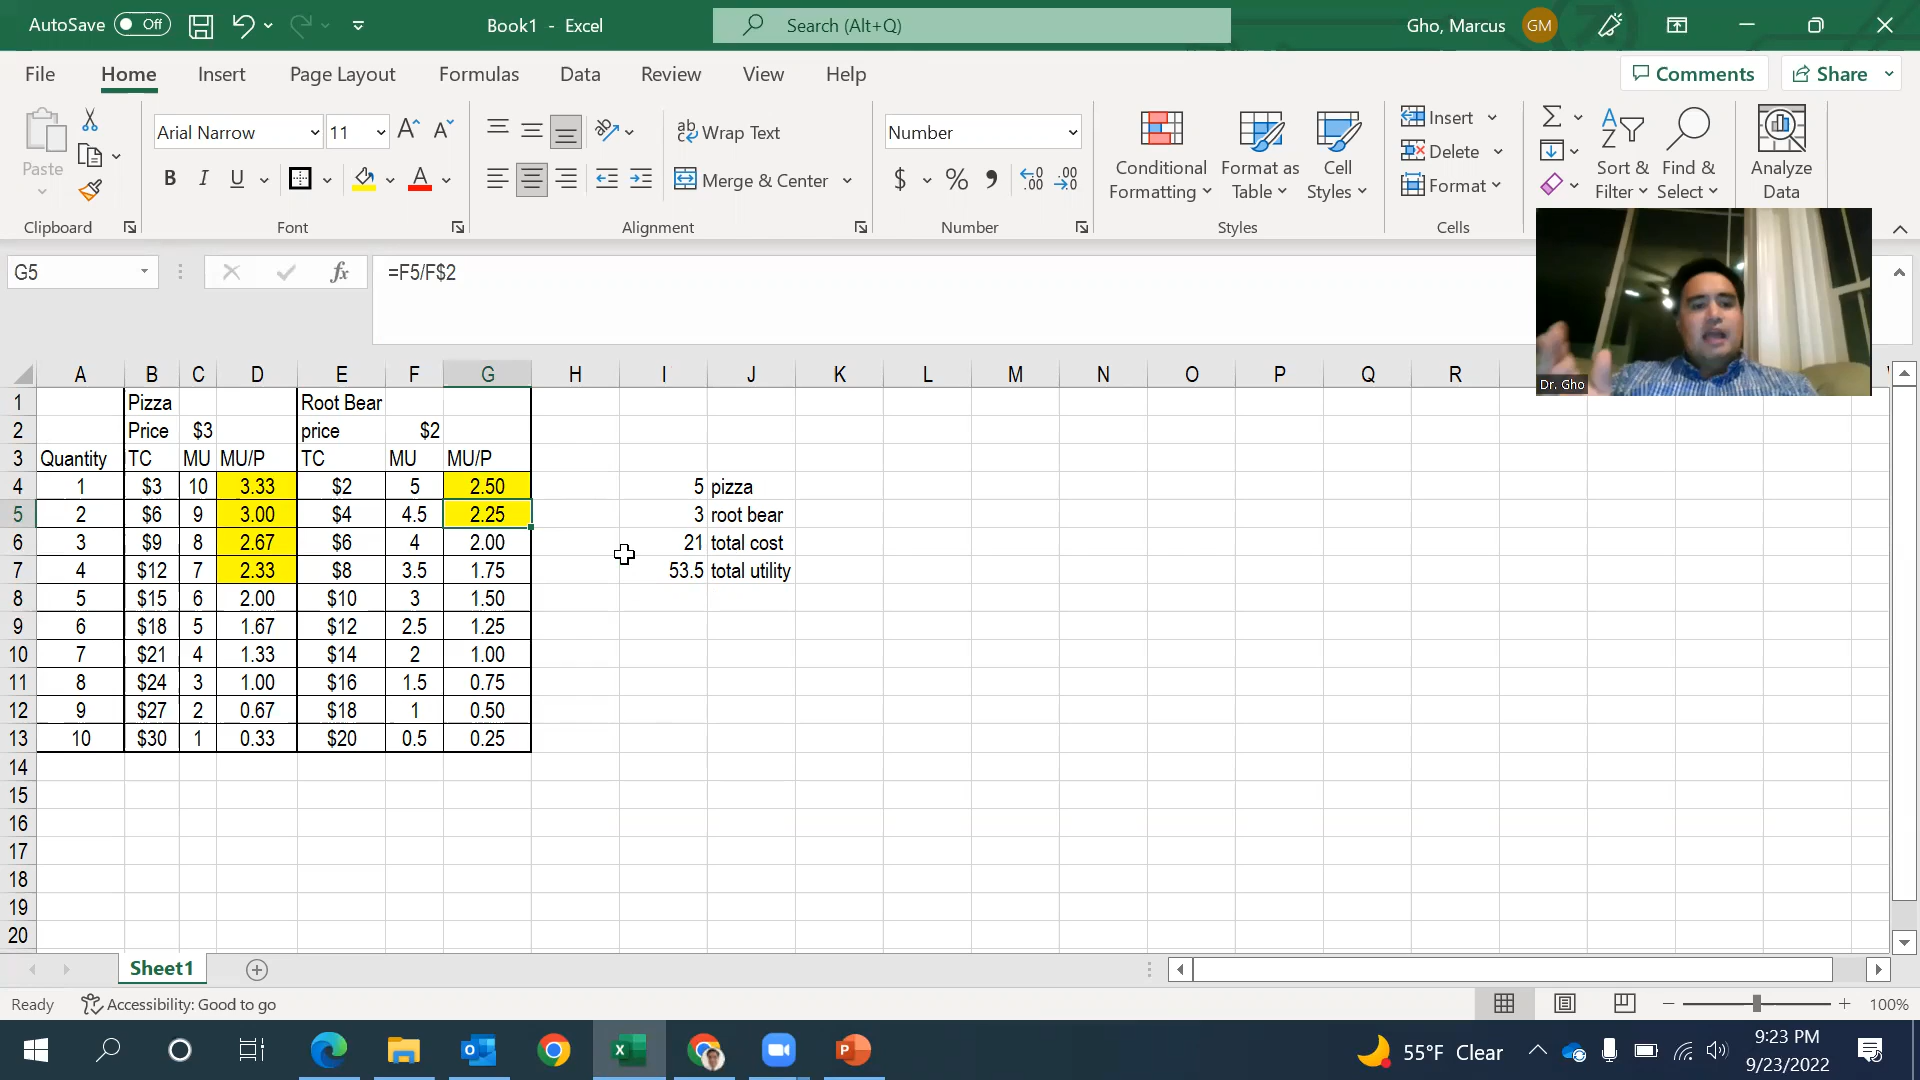 AutoSave Off Book1 - Excel Search (Alt+Q) Gho, Marcus GM
File Home Insert Page Layout Formulas Data Review View Help Comments Share
Paste Arial Narrow 11 Wrap Text Number Conditional Formatting Format as Table Cell Styles Insert Sort & Filter Find & Select Analyze Data
B I U Merge & Center $ % Delete
Format
Clipboard Font Alignment Number Styles Cells
G5 fx =F5/F$2
Dr. Gho
A B C D E F G H I J K L M N O P Q R
1 Pizza Root Bear
2 Price $3 price $2
3 Quantity TC MU MU/P TC MU MU/P
4 1 $3 10 3.33 $2 5 2.50 5 pizza
5 2 $6 9 3.00 $4 4.5 2.25 3 root bear
6 3 $9 8 2.67 $6 4 2.00 21 total cost
7 4 $12 7 2.33 $8 3.5 1.75 53.5 total utility
8 5 $15 6 2.00 $10 3 1.50
9 6 $18 5 1.67 $12 2.5 1.25
10 7 $21 4 1.33 $14 2 1.00
11 8 $24 3 1.00 $16 1.5 0.75
12 9 $27 2 0.67 $18 1 0.50
13 10 $30 1 0.33 $20 0.5 0.25
14
15
16
17
18
19
20
Sheet1
Ready Accessibility: Good to go 100%
55°F Clear 9:23 PM
9/23/2022